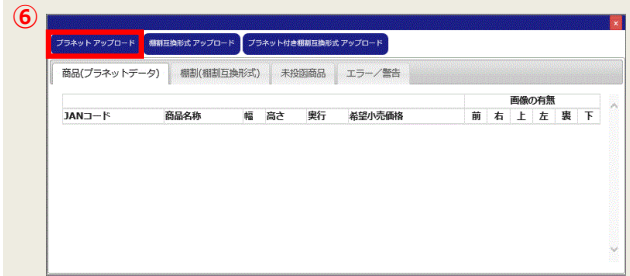 ⑥
x
プラネット アップロード 棚割互換形式 アップロード プラネット付き棚割互換形式 アップロード
商品(プラネットデータ) 棚割(棚割互換形式) 未投函商品 エラー／警告
画像の有無
JANコード 商品名称 幅 高さ 奥行 希望小売価格 前 右 上 左 裏 下